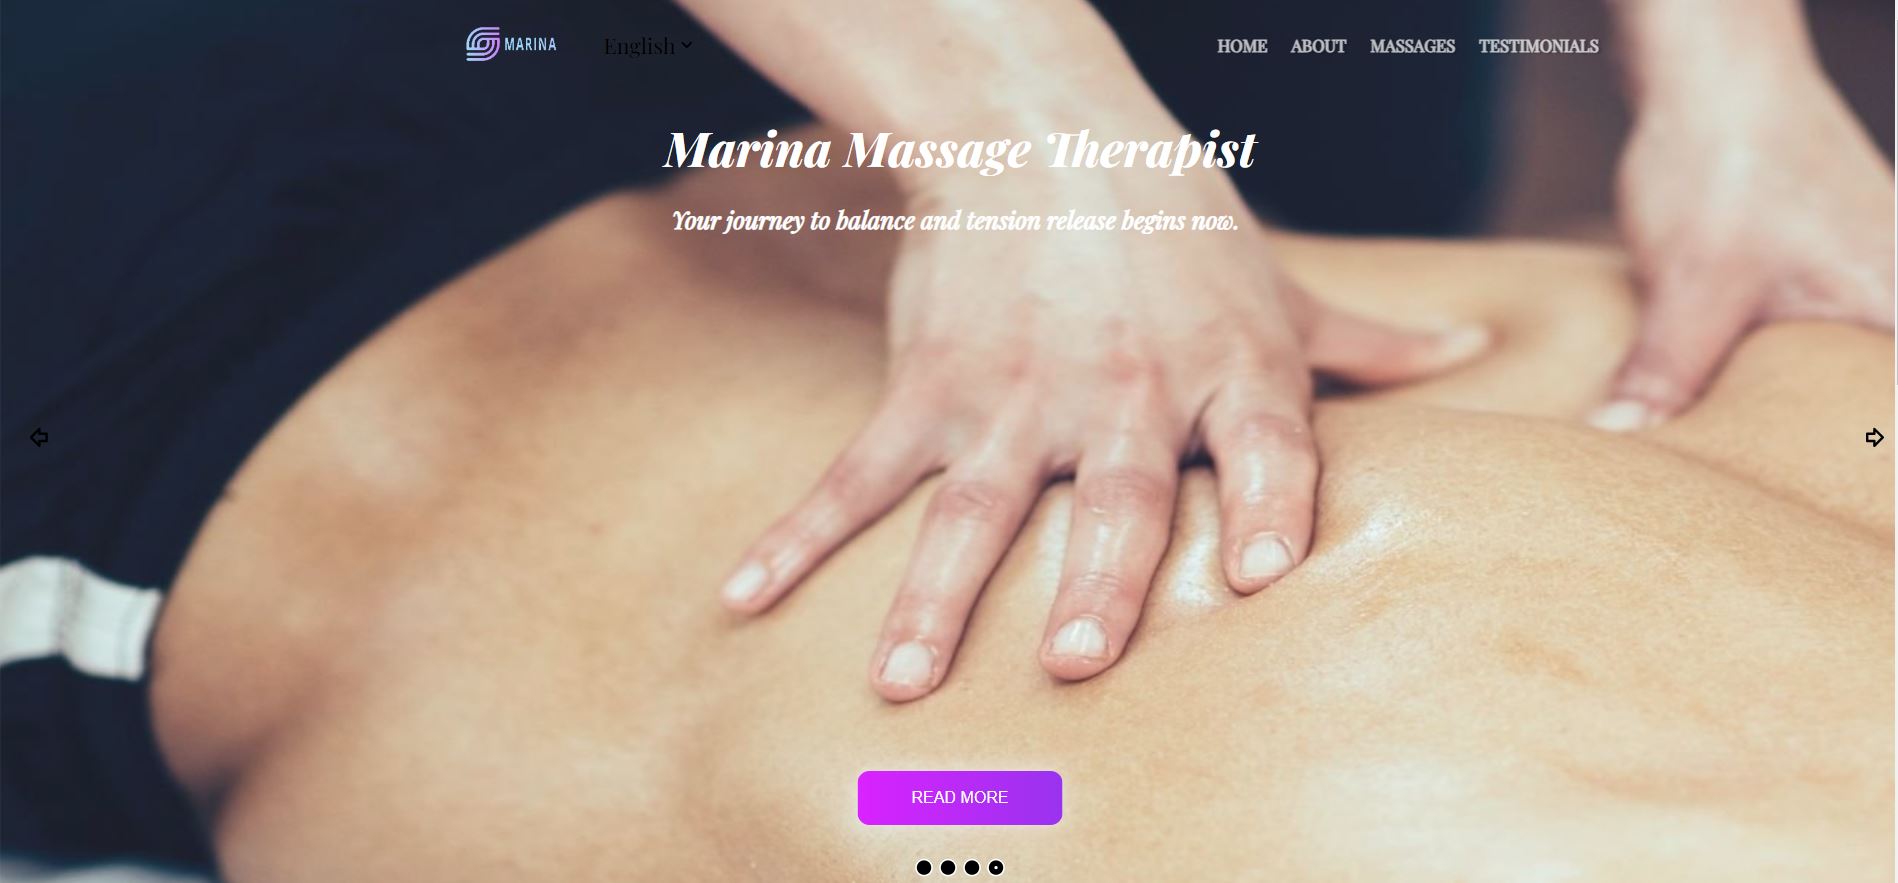 MARINA
English
HOME ABOUT MASSAGES TESTIMONIALS
Marina Massage Therapist
Your journey to balance and tension release begins now.
READ MORE